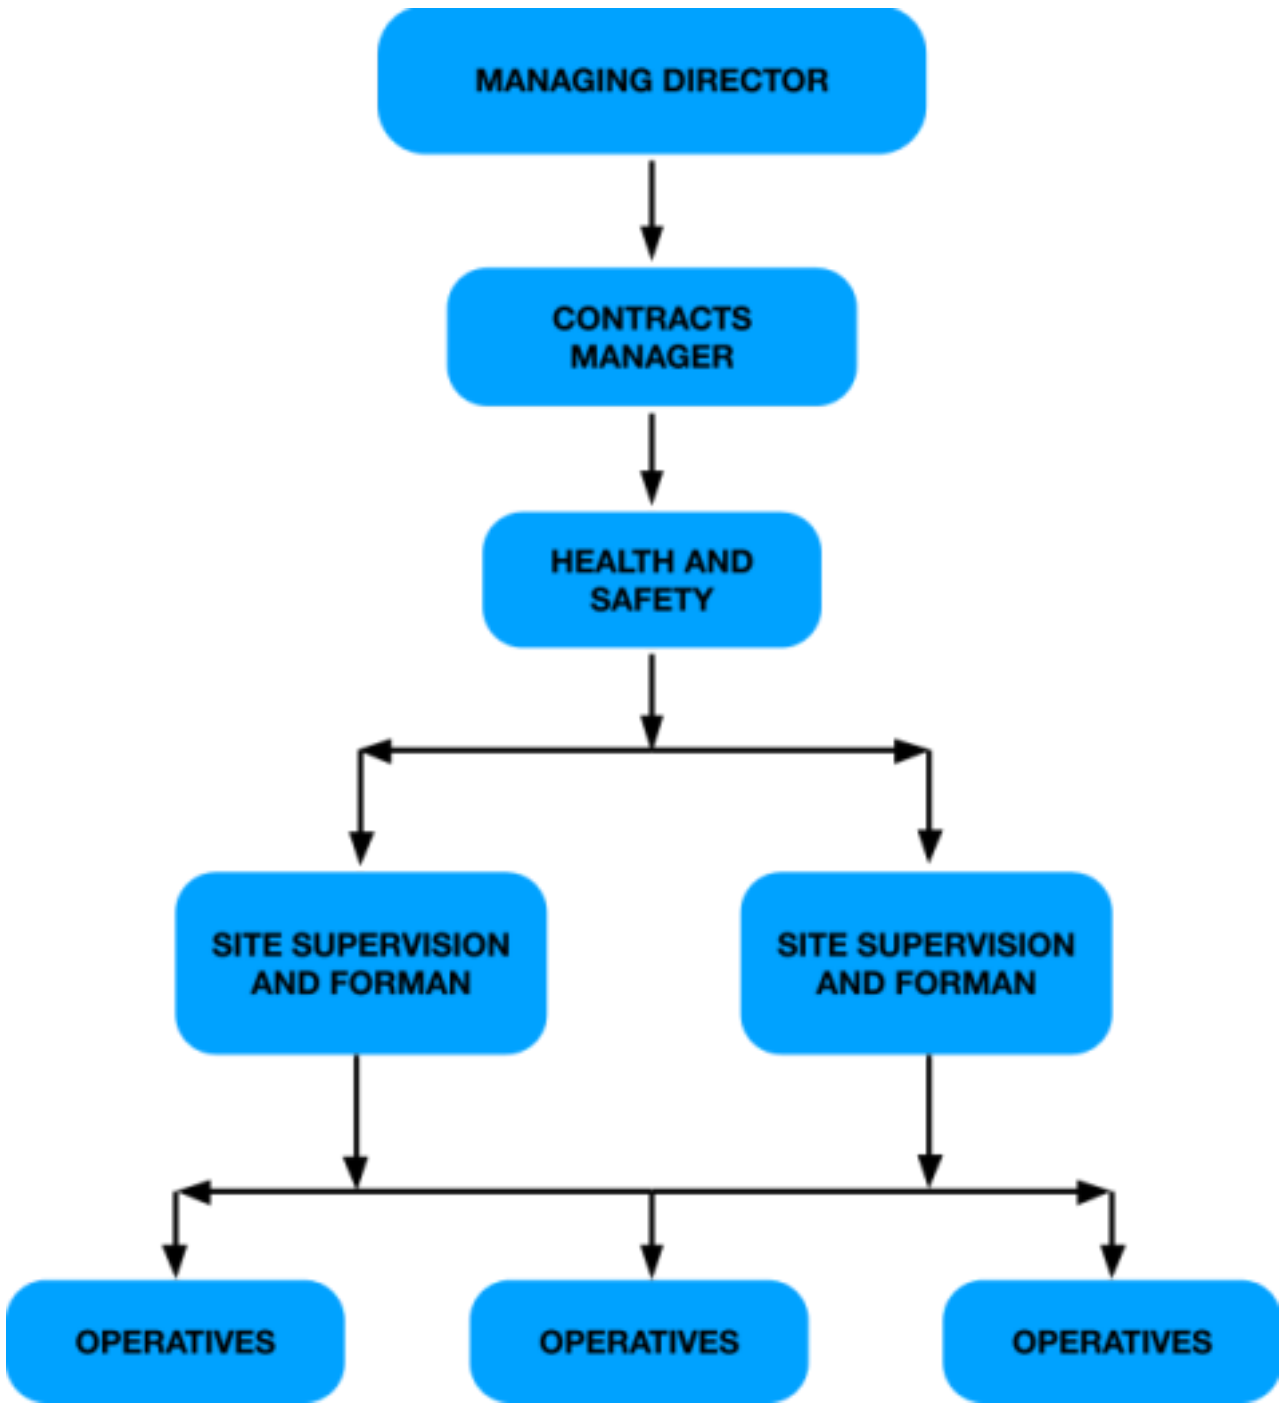 MANAGING DIRECTOR
CONTRACTS
MANAGER
HEALTH AND
SAFETY
SITE SUPERVISION
AND FORMAN
SITE SUPERVISION
AND FORMAN
OPERATIVES
OPERATIVES
OPERATIVES